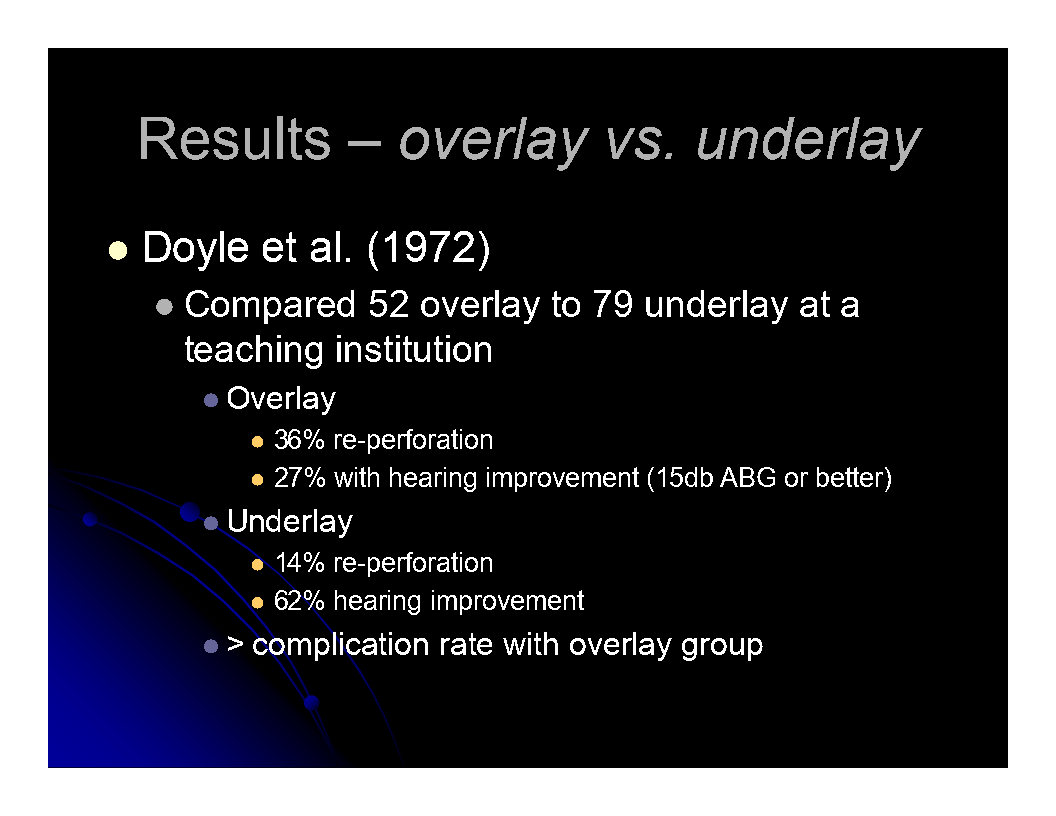 Results – overlay vs. underlay
Doyle et al. (1972)
Compared 52 overlay to 79 underlay at a
teaching institution
Overlay
36% re-perforation
27% with hearing improvement (15db ABG or better)
Underlay
14% re-perforation
62% hearing improvement
> complication rate with overlay group